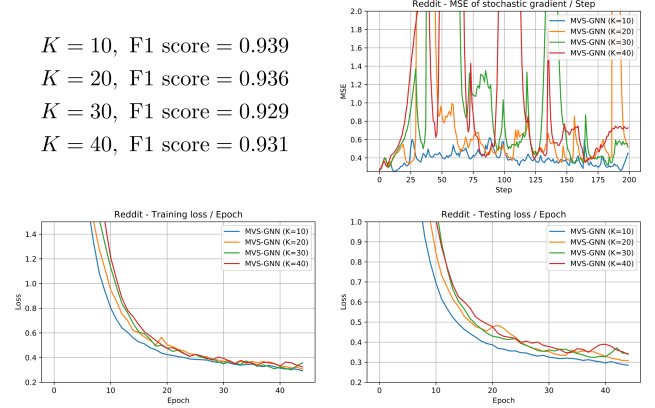 K = 10, F1 score = 0.939
K = 20, F1 score = 0.936
K = 30, F1 score = 0.929
K = 40, F1 score = 0.931
Reddit - MSE of stochastic gradient / Step
MSE
2.0
1.8
1.6
1.4
1.2
1.0
0.8
0.6
0.4
MVS-GNN (K=10)
MVS-GNN (K=20)
MVS-GNN (K=30)
MVS-GNN (K=40)
0 25 50 75 100 125 150 175 200
Step
Reddit - Training loss / Epoch
Loss
1.4
1.2
1.0
0.8
0.6
0.4
0.2
MVS-GNN (K=10)
MVS-GNN (K=20)
MVS-GNN (K=30)
MVS-GNN (K=40)
0 10 20 30 40
Epoch
Reddit - Testing loss / Epoch
Loss
1.0
0.9
0.8
0.7
0.6
0.5
0.4
0.3
0.2
MVS-GNN (K=10)
MVS-GNN (K=20)
MVS-GNN (K=30)
MVS-GNN (K=40)
0 10 20 30 40
Epoch